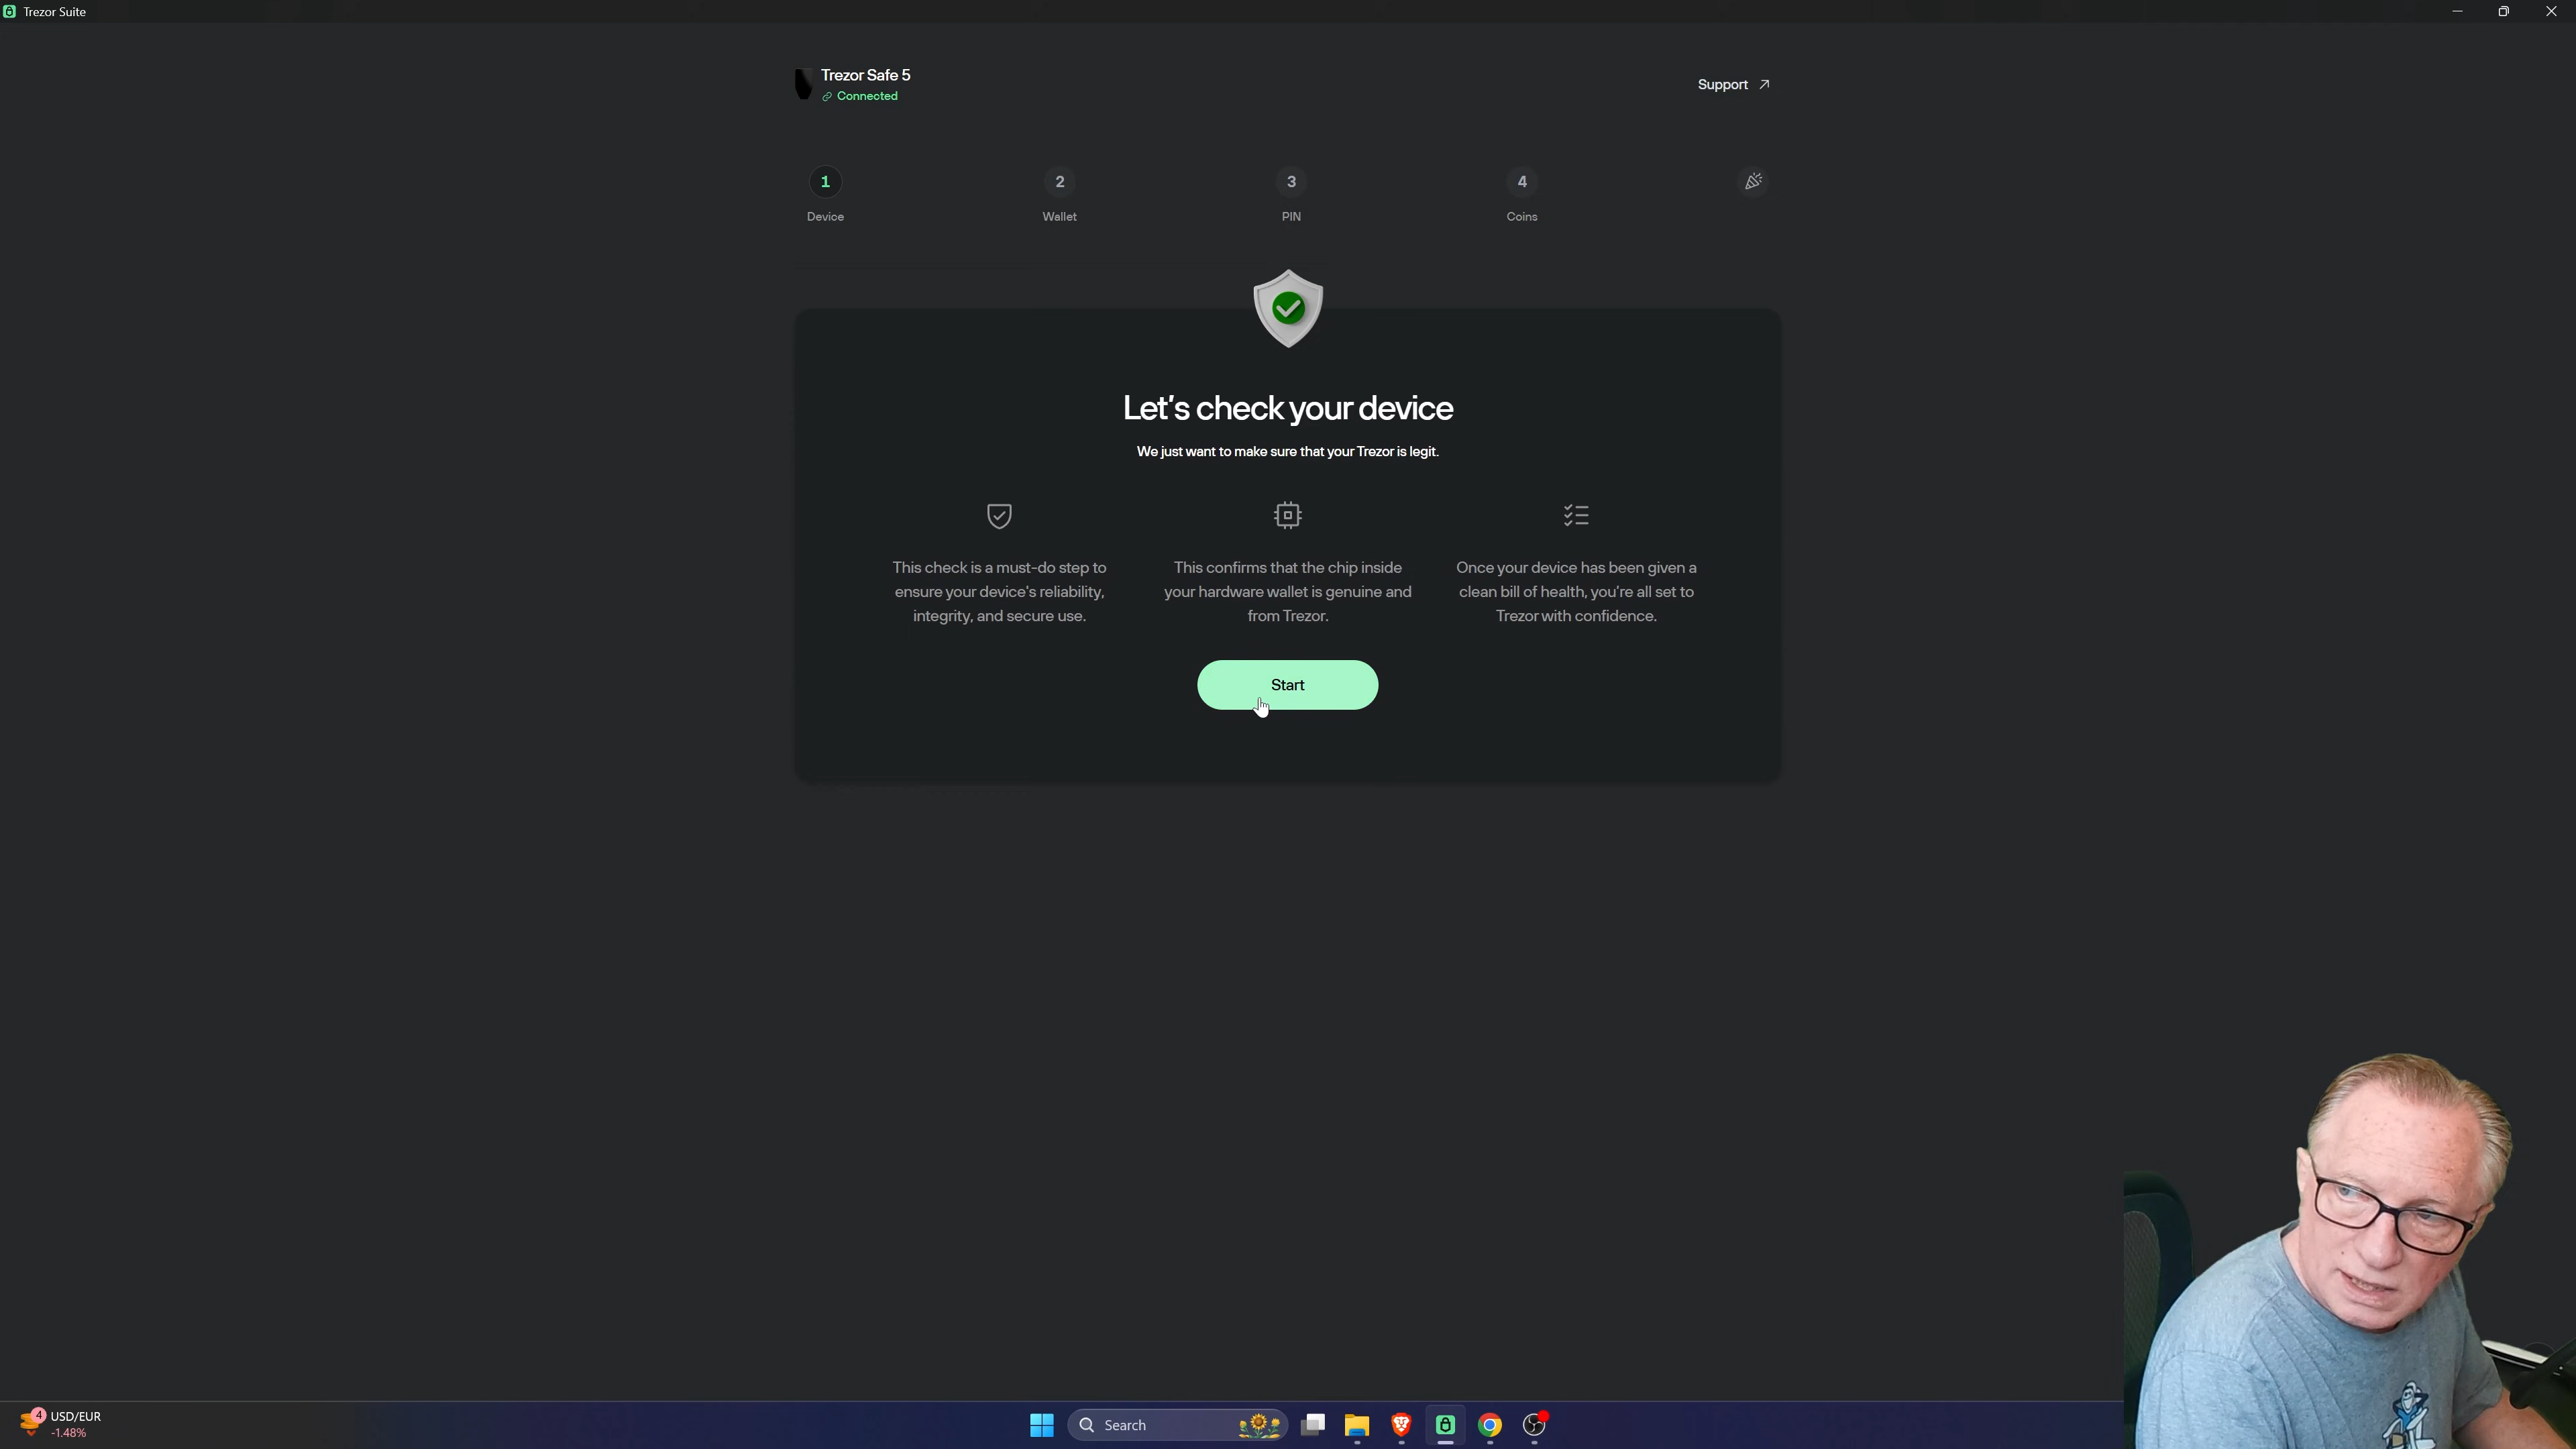 Trezor Suite
Trezor Safe 5
Connected
Support
1
Device
2
Wallet
3
PIN
4
Coins
Let's check your device
We just want to make sure that your Trezor is legit.
This check is a must-do step to
ensure your device's reliability,
integrity, and secure use.
This confirms that the chip inside
your hardware wallet is genuine and
from Trezor.
Once your device has been given a
clean bill of health, you're all set to
Trezor with confidence.
Start
4
USD/EUR
-1.48%
Search